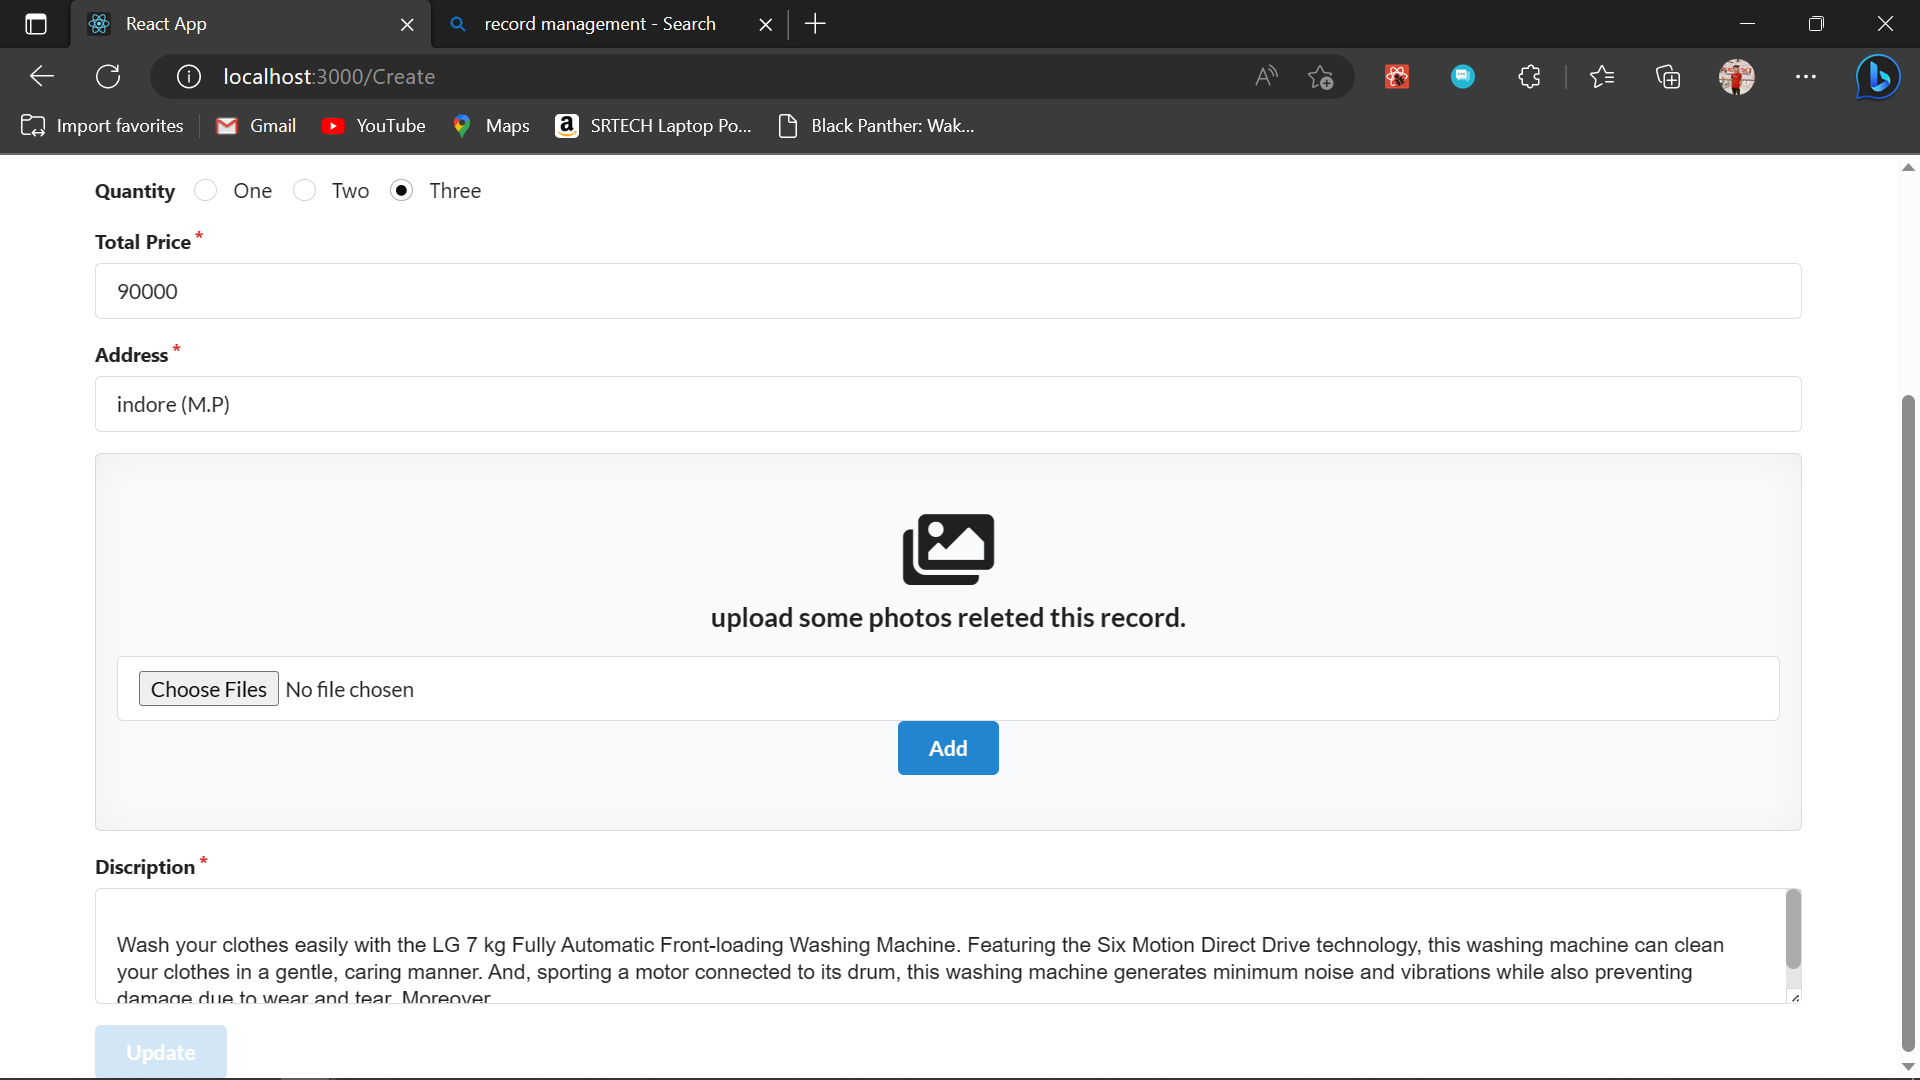 React App
record management - Search
localhost:3000/Create
Import favorites
Gmail
YouTube
Maps
SRTECH Laptop Po...
Black Panther: Wak...
Quantity One Two Three
Total Price *
90000
Address *
indore (M.P)
upload some photos releted this record.
Choose Files No file chosen
Add
Discription *
Wash your clothes easily with the LG 7 kg Fully Automatic Front-loading Washing Machine. Featuring the Six Motion Direct Drive technology, this washing machine can clean
your clothes in a gentle, caring manner. And, sporting a motor connected to its drum, this washing machine generates minimum noise and vibrations while also preventing
damage due to wear and tear. Moreover,
Update